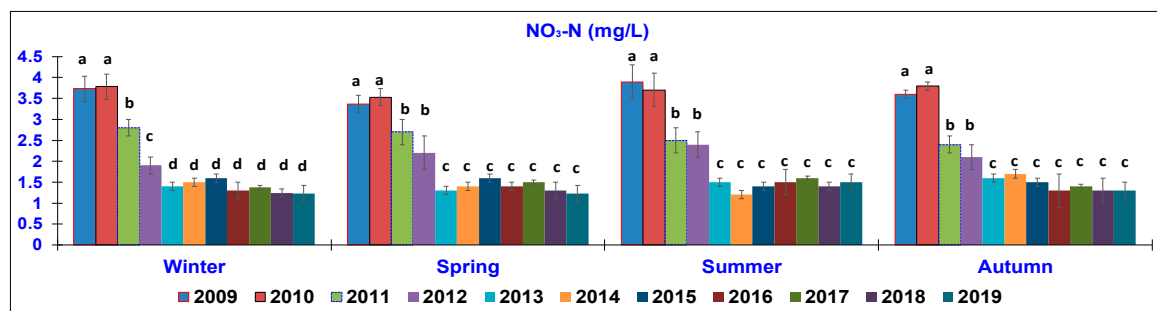 NO₃-N (mg/L)
4.5
4
3.5
3
2.5
2
1.5
1
0.5
0
a a b c d d d d d d d
a a b b c c c c c c c
a a b b c c c c c c c
a a b b c c c c c c c
Winter Spring Summer Autumn
2009 2010 2011 2012 2013 2014 2015 2016 2017 2018 2019